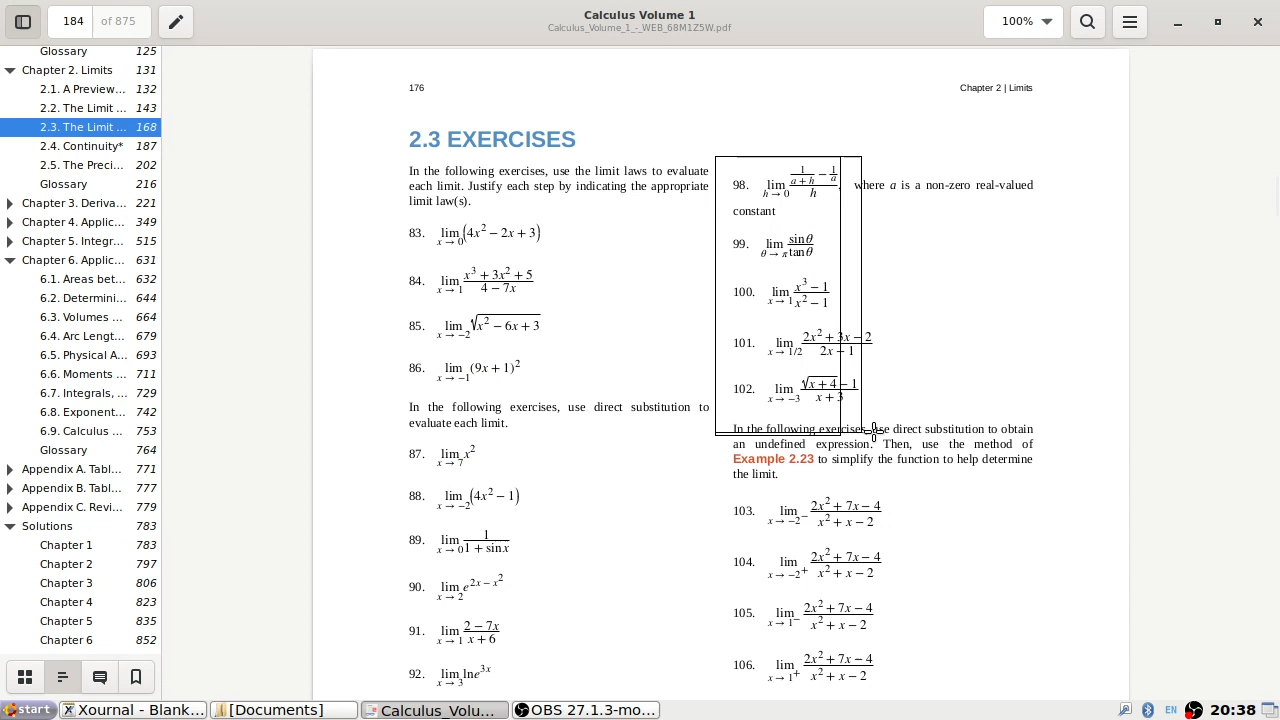 184 of 875
Calculus Volume 1
Calculus_Volume_1_-_WEB_68M1Z5W.pdf
100%
Glossary 125
Chapter 2. Limits 131
2.1. A Preview… 132
2.2. The Limit … 143
2.3. The Limit … 168
2.4. Continuity* 187
2.5. The Preci… 202
Glossary 216
Chapter 3. Deriva… 221
Chapter 4. Applic… 349
Chapter 5. Integr… 515
Chapter 6. Applic… 631
6.1. Areas bet… 632
6.2. Determini… 644
6.3. Volumes … 664
6.4. Arc Lengt… 679
6.5. Physical A… 693
6.6. Moments … 711
6.7. Integrals, … 729
6.8. Exponent… 742
6.9. Calculus … 753
Glossary 764
Appendix A. Tabl… 771
Appendix B. Tabl… 777
Appendix C. Revi… 779
Solutions 783
Chapter 1 783
Chapter 2 797
Chapter 3 806
Chapter 4 823
Chapter 5 835
Chapter 6 852
176
Chapter 2 | Limits
2.3 EXERCISES
In the following exercises, use the limit laws to evaluate
each limit. Justify each step by indicating the appropriate
limit law(s).
83. lim x → 0 (4x² − 2x + 3)
84. lim x → 1 (x³ + 3x² + 5)/(4 − 7x)
85. lim x → −2 √(x² − 6x + 3)
86. lim x → −1 (9x + 1)²
In the following exercises, use direct substitution to
evaluate each limit.
87. lim x → 7 x²
88. lim x → −2 (4x² − 1)
89. lim x → 0 1/(1 + sin x)
90. lim x → 2 e^(2x − x²)
91. lim x → 1 (2 − 7x)/(x + 6)
92. lim x → 3 ln e^(3x)
98. lim h → 0 (1/(a + h) − 1/a)/h, where a is a non-zero real-valued
constant
99. lim θ → π sin θ/tan θ
100. lim x → 1 (x³ − 1)/(x² − 1)
101. lim x → 1/2 (2x² + 3x − 2)/(2x − 1)
102. lim x → −3 (√(x + 4) − 1)/(x + 3)
In the following exercises, use direct substitution to obtain
an undefined expression. Then, use the method of
Example 2.23 to simplify the function to help determine
the limit.
103. lim x → −2⁻ (2x² + 7x − 4)/(x² + x − 2)
104. lim x → −2⁺ (2x² + 7x − 4)/(x² + x − 2)
105. lim x → 1⁻ (2x² + 7x − 4)/(x² + x − 2)
106. lim x → 1⁺ (2x² + 7x − 4)/(x² + x − 2)
start
Xournal - Blank…
[Documents]
Calculus_Volu…
OBS 27.1.3-mo…
EN
20:38